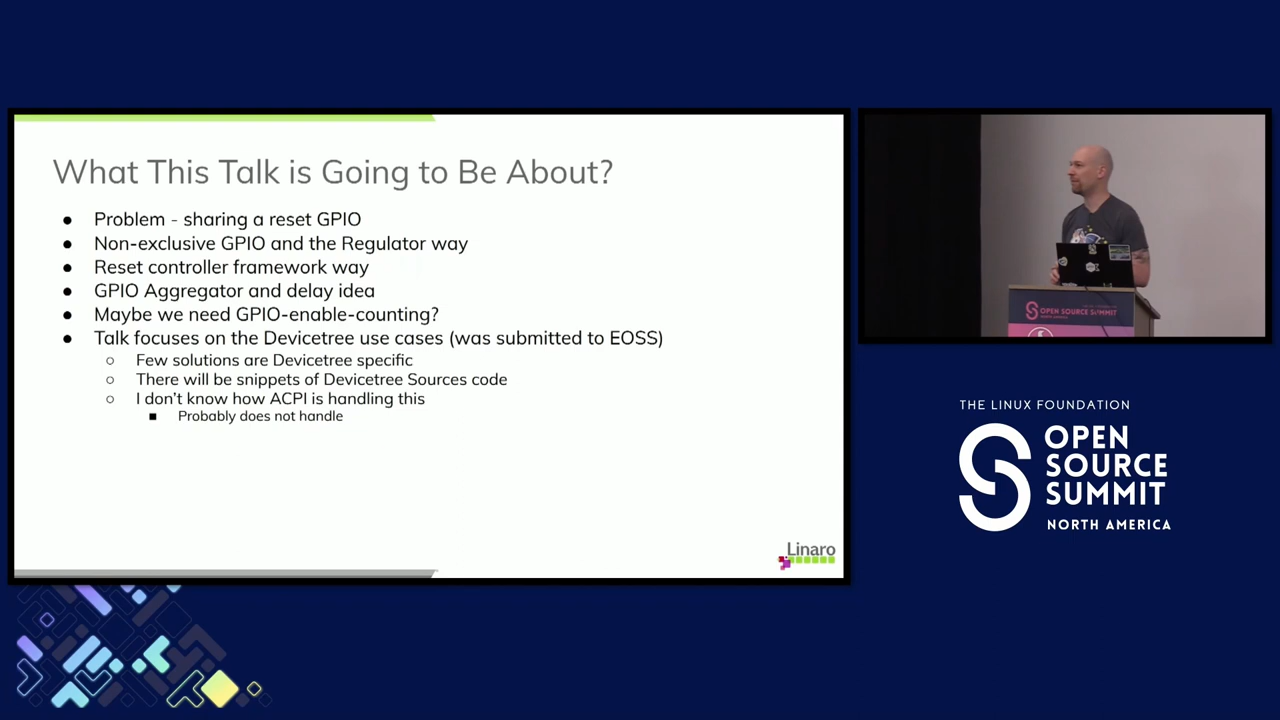 What This Talk is Going to Be About?
● Problem - sharing a reset GPIO
● Non-exclusive GPIO and the Regulator way
● Reset controller framework way
● GPIO Aggregator and delay idea
● Maybe we need GPIO-enable-counting?
● Talk focuses on the Devicetree use cases (was submitted to EOSS)
○ Few solutions are Devicetree specific
○ There will be snippets of Devicetree Sources code
○ I don't know how ACPI is handling this
■ Probably does not handle
Linaro
OPEN SOURCE SUMMIT
NORTH AMERICA
THE LINUX FOUNDATION
OPEN
SOURCE
SUMMIT
NORTH AMERICA